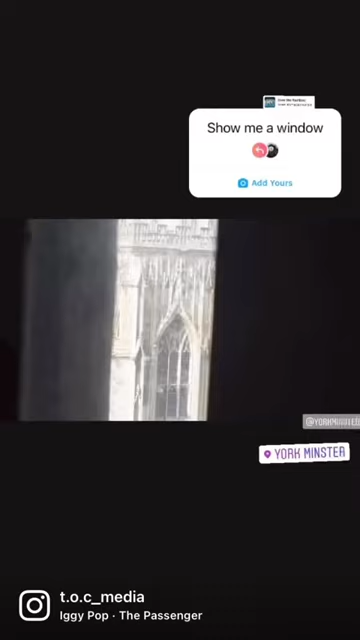 Show me a window
Add Yours
YORK MINSTER
t.o.c_media
Iggy Pop · The Passenger